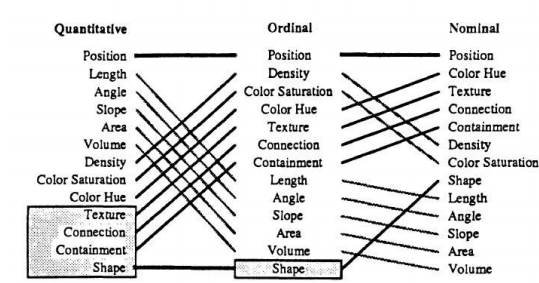 Quantitative Ordinal Nominal
Position Position Position
Length Density Color Hue
Angle Color Saturation Texture
Slope Color Hue Connection
Area Texture Containment
Volume Connection Density
Density Containment Color Saturation
Color Saturation Length Shape
Color Hue Angle Length
Texture Slope Angle
Connection Area Slope
Containment Volume Area
Shape Shape Volume